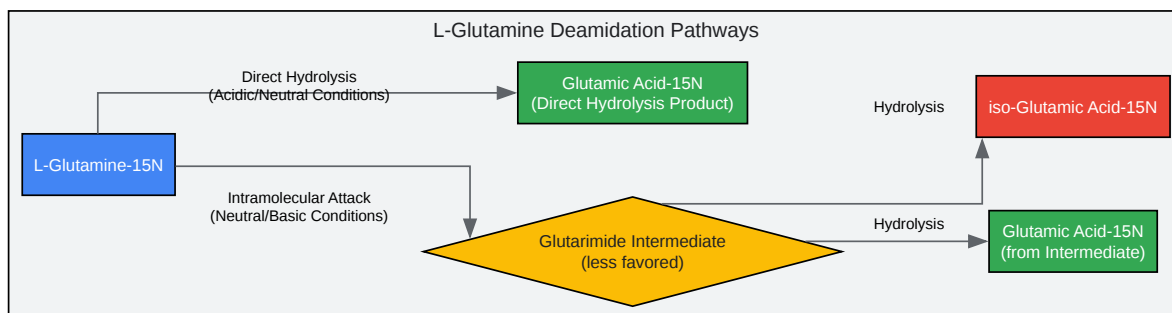 L-Glutamine Deamidation Pathways
Direct Hydrolysis
(Acidic/Neutral Conditions)
Glutamic Acid-15N
(Direct Hydrolysis Product)
Hydrolysis
iso-Glutamic Acid-15N
L-Glutamine-15N
Intramolecular Attack
(Neutral/Basic Conditions)
Glutarimide Intermediate
(less favored)
Hydrolysis
Glutamic Acid-15N
(from Intermediate)